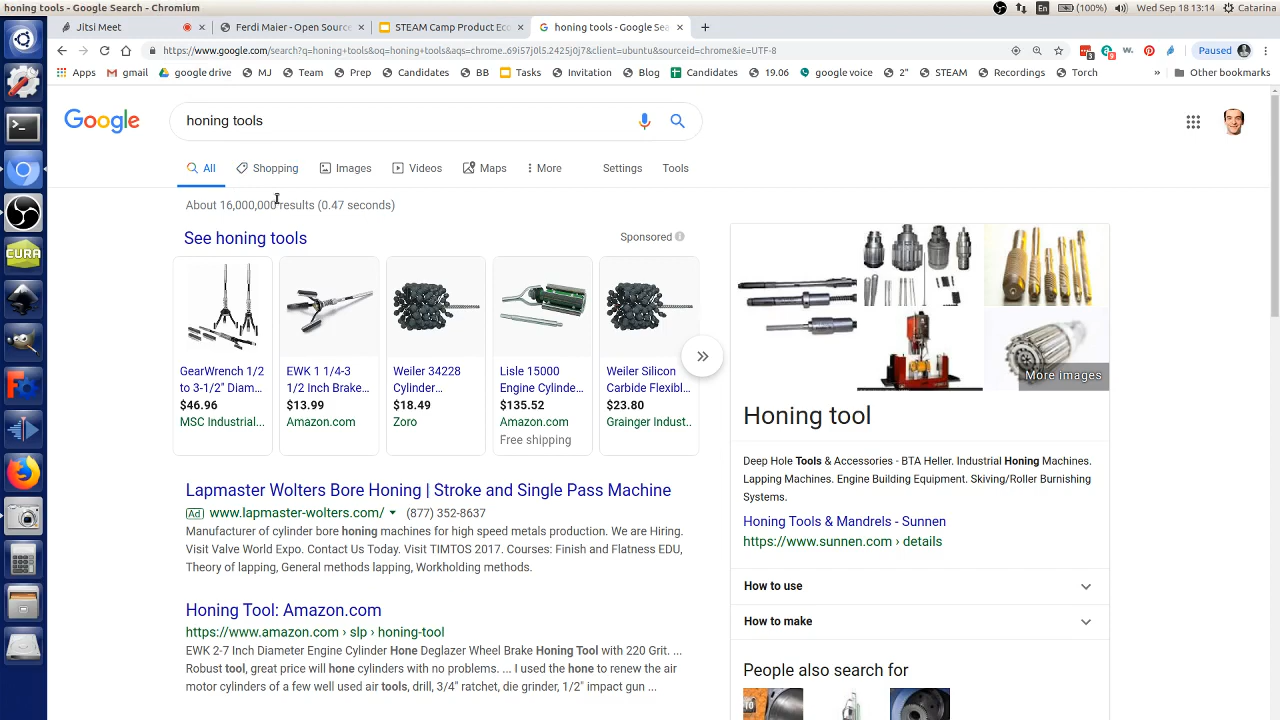 honing tools - Google Search - Chromium
En
(100%)
Wed Sep 18 13:14
Catarina
Jitsi Meet
Ferdi Maier - Open Source
STEAM Camp Product Ec
honing tools - Google Sea
https://www.google.com/search?q=honing+tools&oq=honing+tools&aq=chrome..69i57j0l5.2425j0j7&client=ubuntu&sourceid=chrome&ie=UTF-8
3
9
W.
Paused
Apps
gmail
google drive
MJ
Team
Prep
Candidates
BB
Tasks
Invitation
Blog
Candidates
19.06
google voice
2"
STEAM
Recordings
Torch
»
Other bookmarks
Google
honing tools
All
Shopping
Images
Videos
Maps
More
Settings
Tools
About 16,000,000 results (0.47 seconds)
See honing tools
Sponsored
GearWrench 1/2
to 3-1/2" Diam...
$46.96
MSC Industrial...
EWK 1 1/4-3
1/2 Inch Brake...
$13.99
Amazon.com
Weiler 34228
Cylinder...
$18.49
Zoro
Lisle 15000
Engine Cylinde...
$135.52
Amazon.com
Free shipping
Weiler Silicon
Carbide Flexibl...
$23.80
Grainger Indust..
Lapmaster Wolters Bore Honing | Stroke and Single Pass Machine
Ad www.lapmaster-wolters.com/ (877) 352-8637
Manufacturer of cylinder bore honing machines for high speed metals production. We are Hiring.
Visit Valve World Expo. Contact Us Today. Visit TIMTOS 2017. Courses: Finish and Flatness EDU,
Theory of lapping, General methods lapping, Workholding methods.
Honing Tool: Amazon.com
https://www.amazon.com › slp › honing-tool
EWK 2-7 Inch Diameter Engine Cylinder Hone Deglazer Wheel Brake Honing Tool with 220 Grit. ...
Robust tool, great price will hone cylinders with no problems. ... I used the hone to renew the air
motor cylinders of a few well used air tools, drill, 3/4" ratchet, die grinder, 1/2" impact gun ...
More images
Honing tool
Deep Hole Tools & Accessories - BTA Heller. Industrial Honing Machines.
Lapping Machines. Engine Building Equipment. Skiving/Roller Burnishing
Systems.
Honing Tools & Mandrels - Sunnen
https://www.sunnen.com › details
How to use
How to make
People also search for
CURA